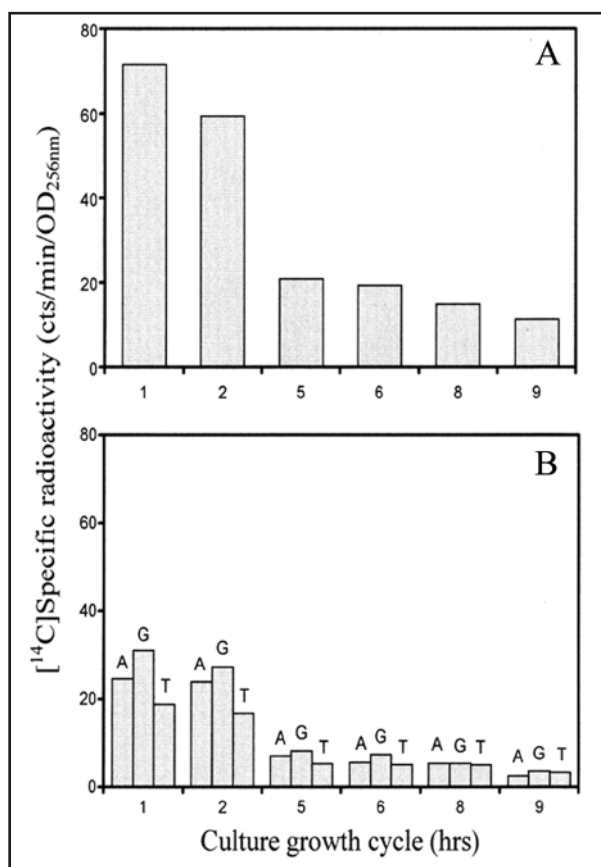 A
80
60
40
20
0
1 2 5 6 8 9
B
80
60
40
20
0
A G T A G T A G T A G T A G T A G T
1 2 5 6 8 9
[¹⁴C]Specific radioactivity (cts/min/OD₂₅₆ₙₘ)
Culture growth cycle (hrs)